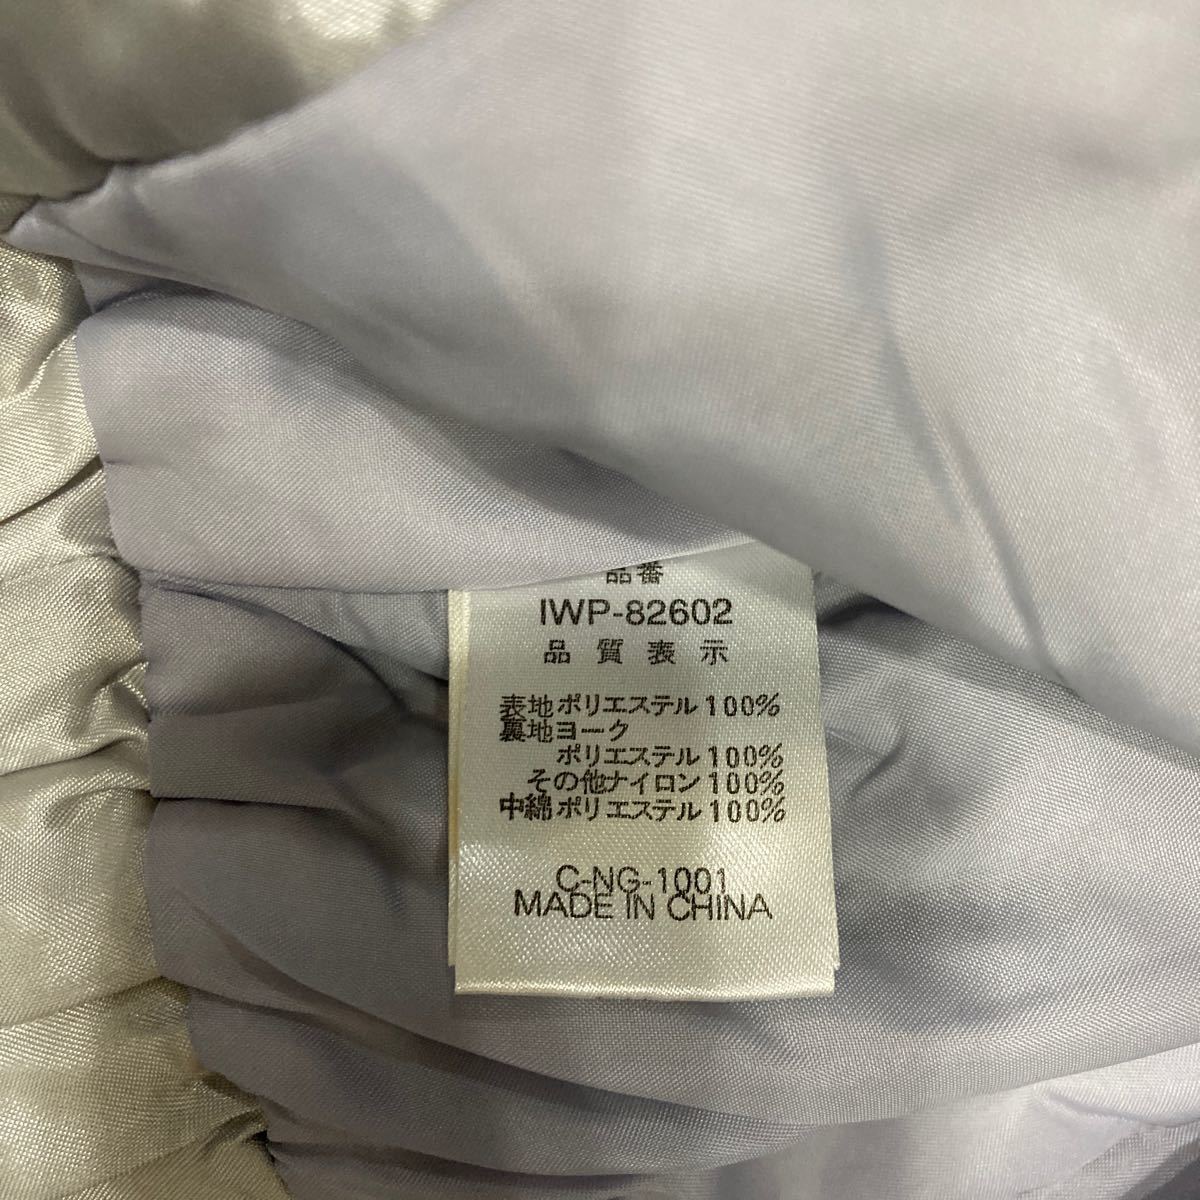 品番
IWP-82602
品質表示
表地ポリエステル100%
裏地ヨーク
ポリエステル100%
その他ナイロン100%
中綿ポリエステル100%
C-NG-1001
MADE IN CHINA